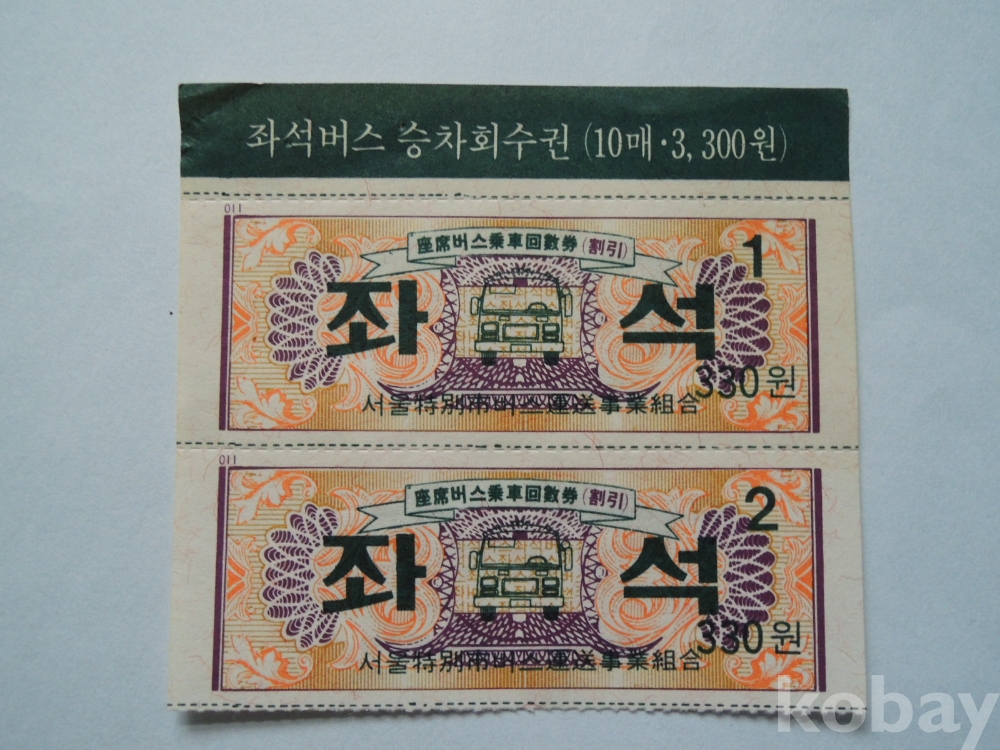 좌석버스 승차회수권 (10매·3,300원)
011
座席버스乘車回數券 (割引)
1
좌 석
330원
서울特別市버스運送事業組合
011
座席버스乘車回數券 (割引)
2
좌 석
330원
서울特別市버스運送事業組合
kobay